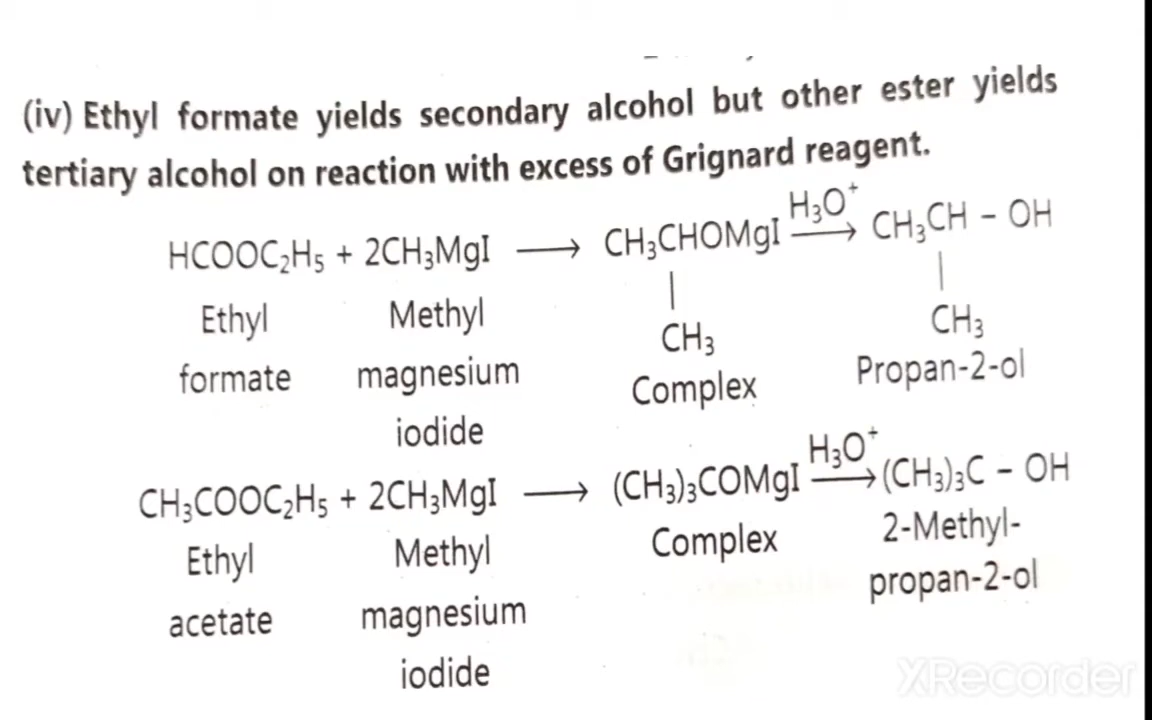 (iv) Ethyl formate yields secondary alcohol but other ester yields
tertiary alcohol on reaction with excess of Grignard reagent.
HCOOC₂H₅ + 2CH₃MgI ⟶ CH₃CHOMgI H₃O⁺⟶ CH₃CH – OH
| |
Ethyl Methyl CH₃ CH₃
formate magnesium Complex Propan-2-ol
iodide
CH₃COOC₂H₅ + 2CH₃MgI ⟶ (CH₃)₃COMgI H₃O⁺⟶ (CH₃)₃C – OH
Ethyl Methyl Complex 2-Methyl-
acetate magnesium propan-2-ol
iodide
XRecorder